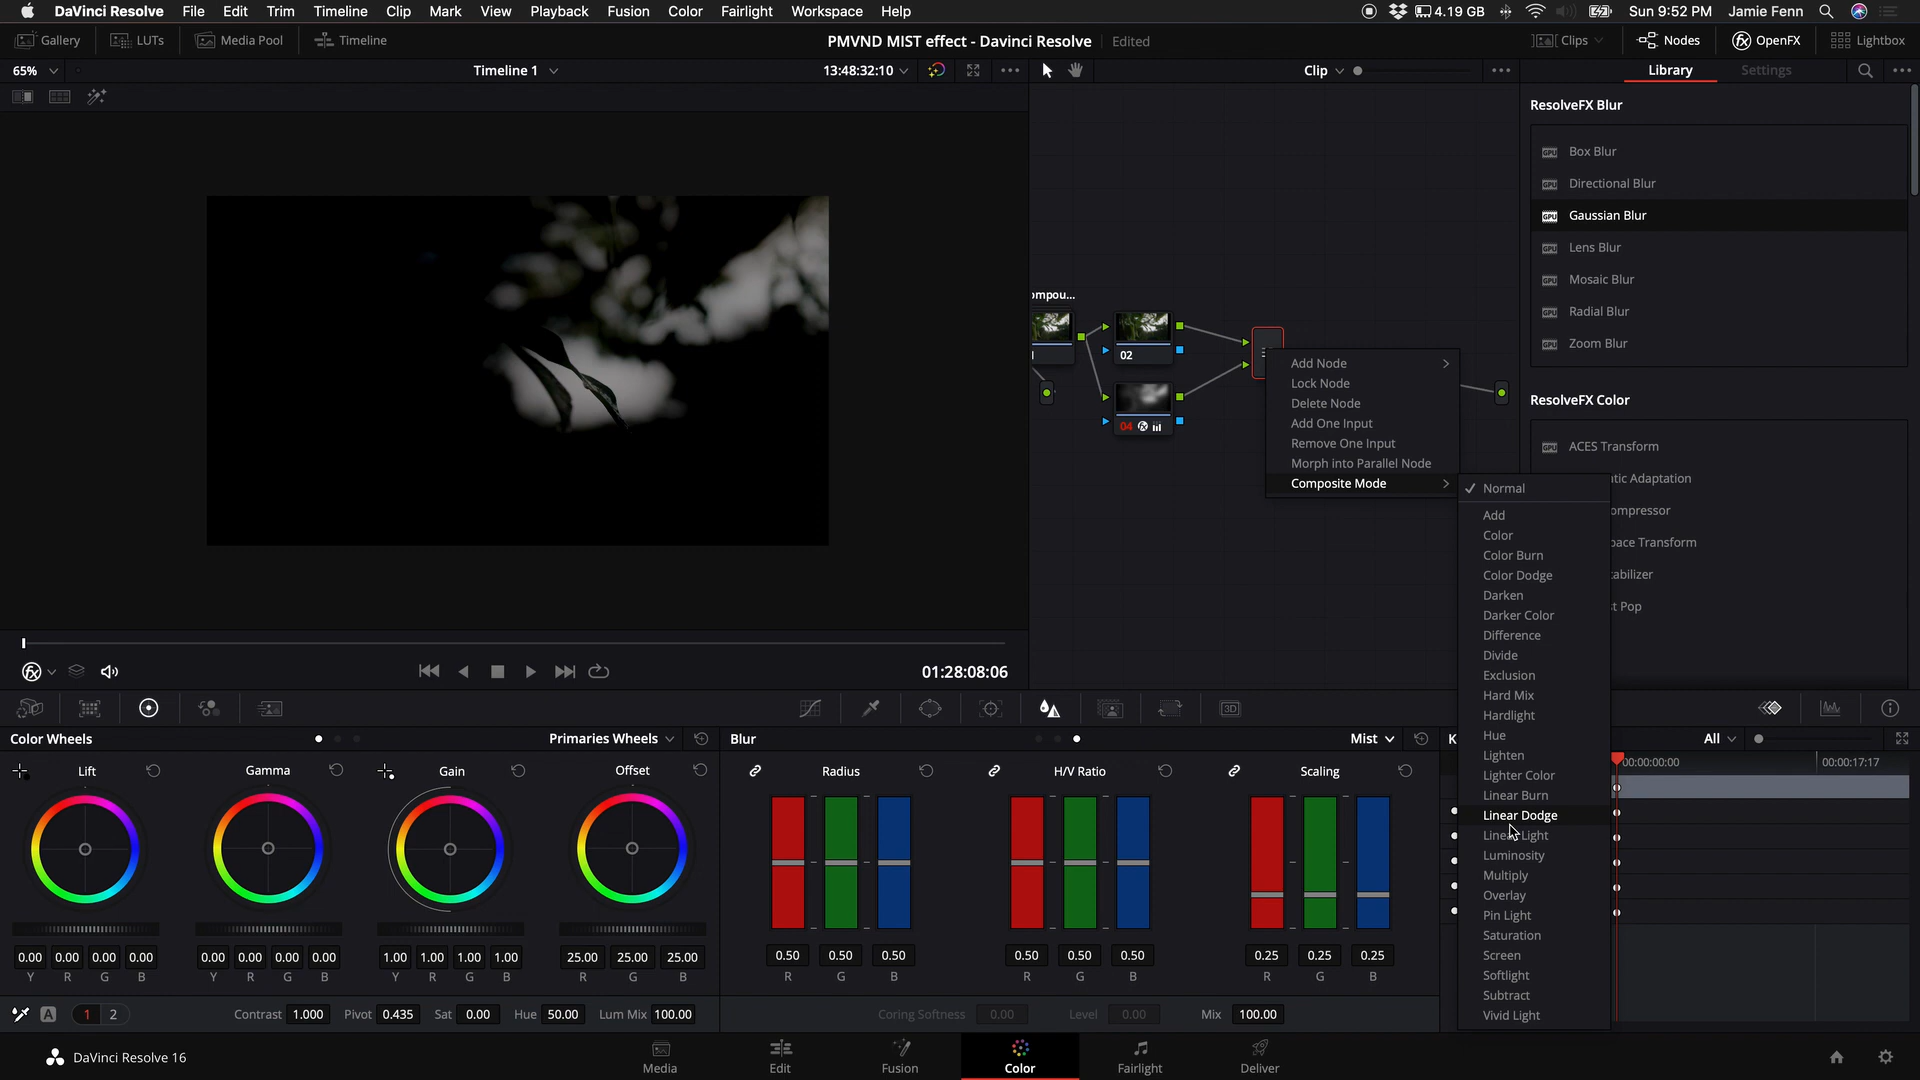 DaVinci Resolve File Edit Trim Timeline Clip Mark View Playback Fusion Color Fairlight Workspace Help 4.19 GB Sun 9:52 PM Jamie Fenn
Gallery LUTs Media Pool Timeline PMVND MIST effect - Davinci Resolve Edited Clips Nodes OpenFX Lightbox
65% Timeline 1 13:48:32:10 Clip Library Settings
ResolveFX Blur
Box Blur
Directional Blur
Gaussian Blur
Lens Blur
Mosaic Blur
Radial Blur
Zoom Blur
ompou...
02
04
Add Node
Lock Node
Delete Node
Add One Input
Remove One Input
Morph into Parallel Node
Composite Mode
ResolveFX Color
ACES Transform
tic Adaptation
ompressor
pace Transform
tabilizer
t Pop
Normal
Add
Color
Color Burn
Color Dodge
Darken
Darker Color
Difference
Divide
Exclusion
Hard Mix
Hardlight
Hue
Lighten
Lighter Color
Linear Burn
Linear Dodge
Linear Light
Luminosity
Multiply
Overlay
Pin Light
Saturation
Screen
Softlight
Subtract
Vivid Light
01:28:08:06
3D
Color Wheels Primaries Wheels Blur Mist K All
Lift Gamma Gain Offset Radius H/V Ratio Scaling
00:00:00:00 00:00:17:17
0.00 0.00 0.00 0.00 0.00 0.00 0.00 0.00 1.00 1.00 1.00 1.00 25.00 25.00 25.00 0.50 0.50 0.50 0.50 0.50 0.50 0.25 0.25 0.25
Y R G B Y R G B Y R G B R G B R G B R G B R G B
A 1 2 Contrast 1.000 Pivot 0.435 Sat 0.00 Hue 50.00 Lum Mix 100.00 Coring Softness 0.00 Level 0.00 Mix 100.00
DaVinci Resolve 16 Media Edit Fusion Color Fairlight Deliver